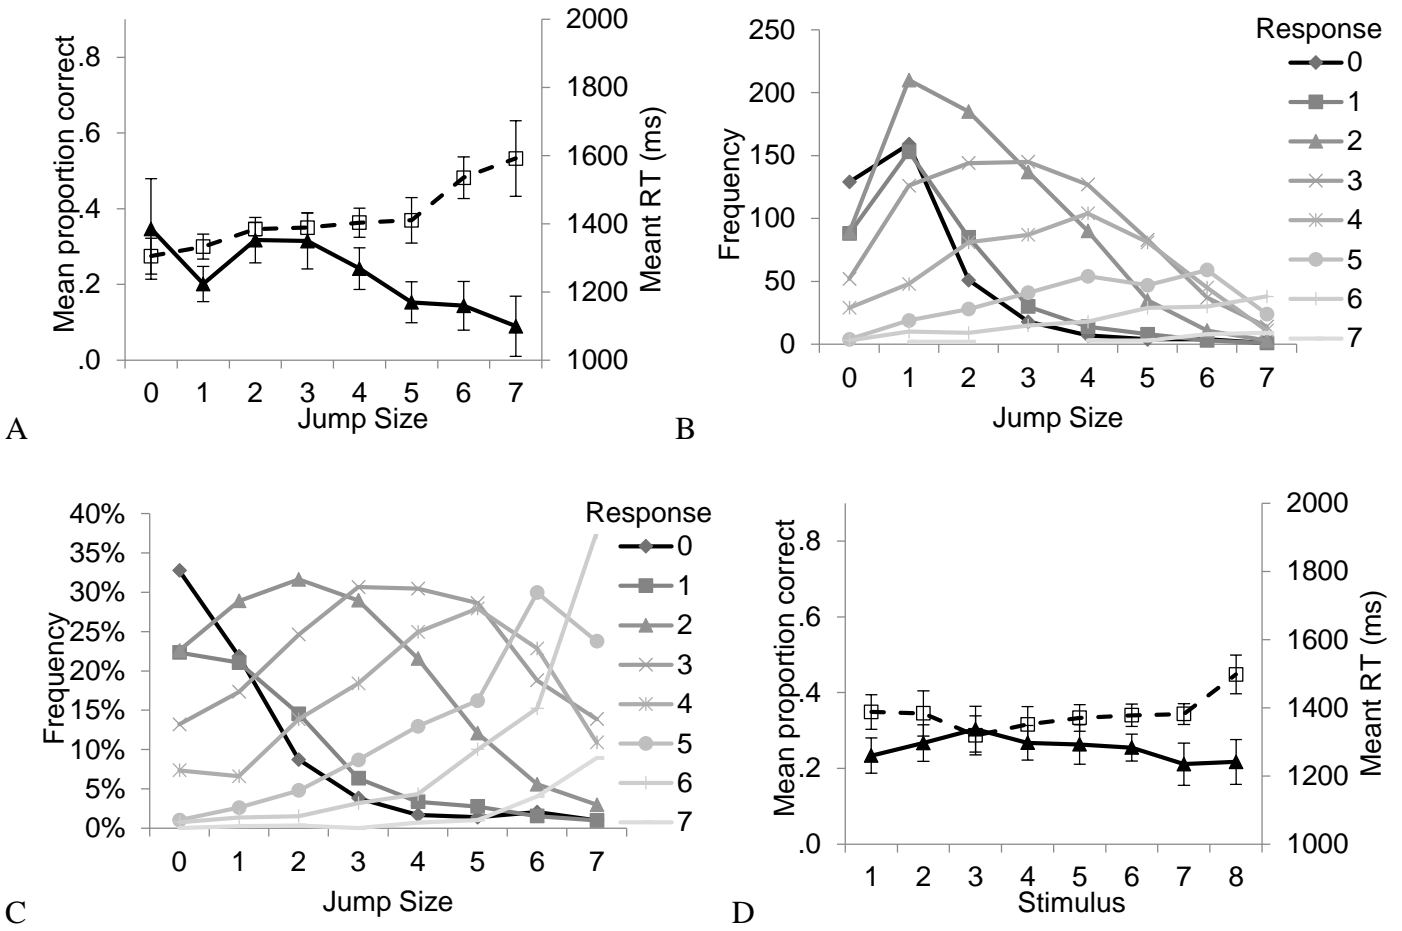 Mean proportion correct
.8
.6
.4
.2
.0
2000
1800
1600
1400
1200
1000
Meant RT (ms)
0 1 2 3 4 5 6 7
Jump Size
A
Frequency
250
200
150
100
50
0
0 1 2 3 4 5 6 7
Jump Size
Response
0
1
2
3
4
5
6
7
B
Frequency
40%
35%
30%
25%
20%
15%
10%
5%
0%
0 1 2 3 4 5 6 7
Jump Size
Response
0
1
2
3
4
5
6
7
C
Mean proportion correct
.8
.6
.4
.2
.0
2000
1800
1600
1400
1200
1000
Meant RT (ms)
1 2 3 4 5 6 7 8
Stimulus
D